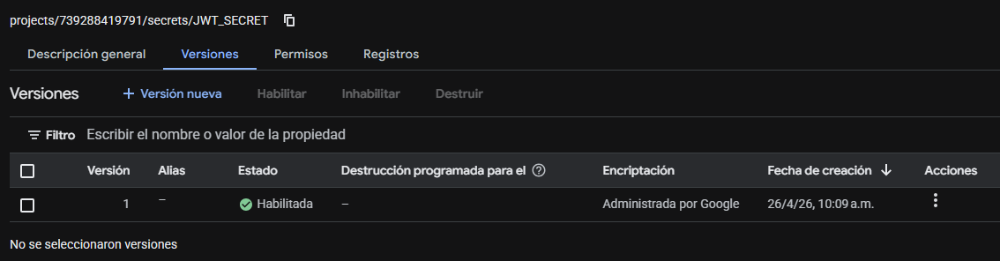 projects/739288419791/secrets/JWT_SECRET
Descripción general Versiones Permisos Registros
Versiones + Versión nueva Habilitar Inhabilitar Destruir
Filtro Escribir el nombre o valor de la propiedad
Versión Alias Estado Destrucción programada para el Encriptación Fecha de creación Acciones
1 – Habilitada – Administrada por Google 26/4/26, 10:09 a.m.
No se seleccionaron versiones